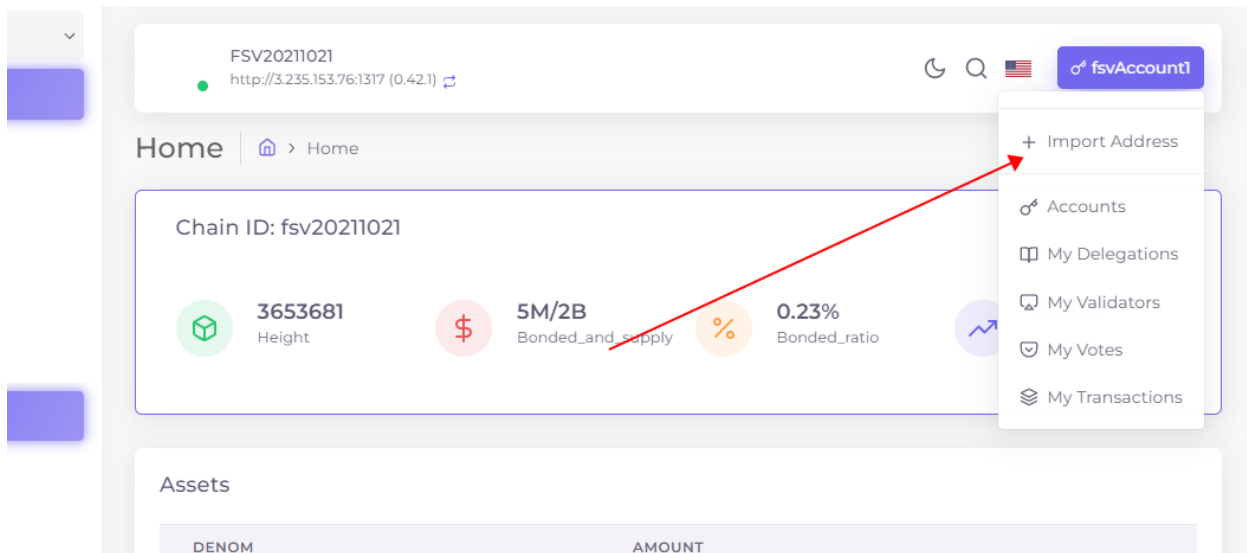 FSV20211021
http://3.235.153.76:1317 (0.42.1)
fsvAccount1
Home
Home
Import Address
Accounts
My Delegations
My Validators
My Votes
My Transactions
Chain ID: fsv20211021
3653681
Height
5M/2B
Bonded_and_supply
0.23%
Bonded_ratio
Assets
DENOM AMOUNT